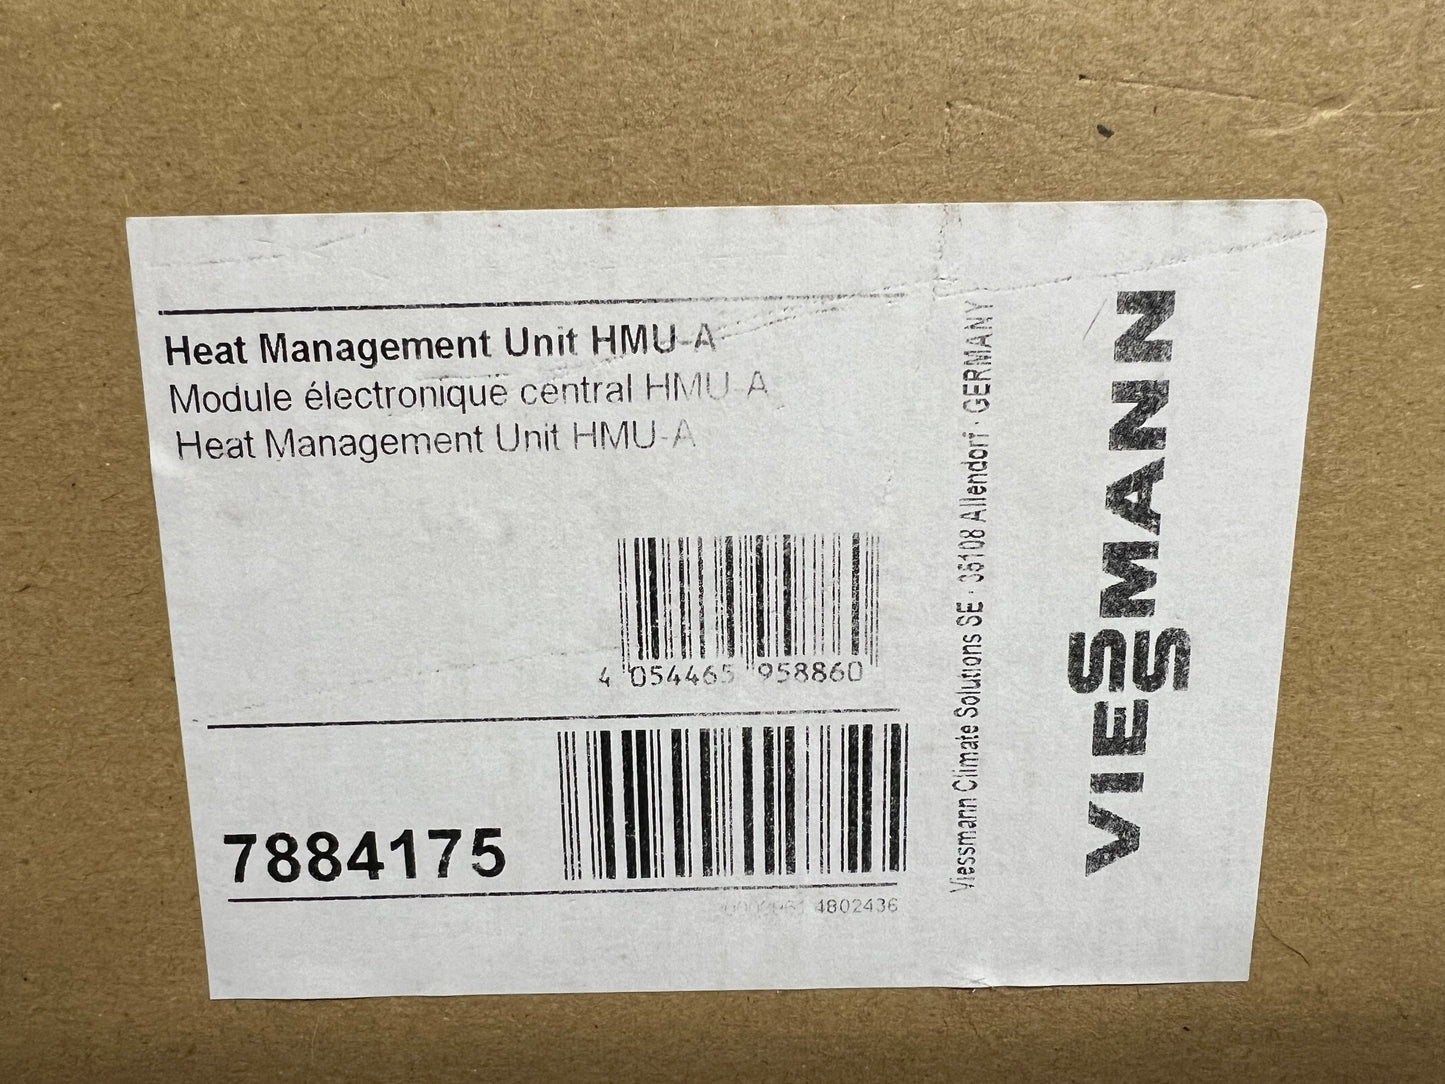 Heat Management Unit HMU-A
Module électronique central HMU-A
Heat Management Unit HMU-A
4 054465 958860
7884175
4802436
Viessmann Climate Solutions SE · 35108 Allendorf · GERMANY
VIESSMANN